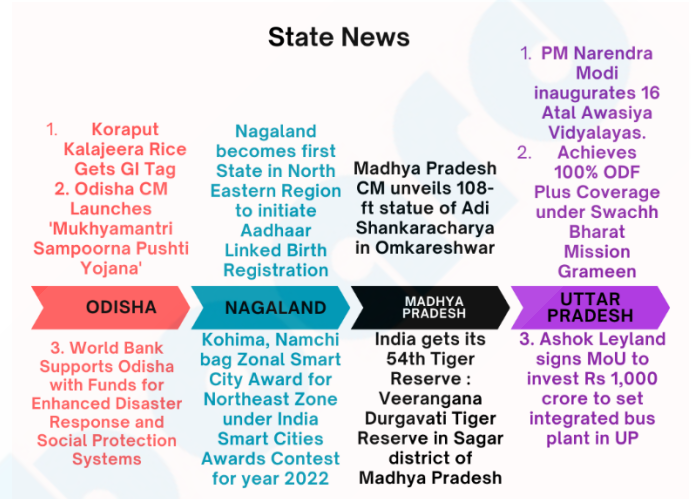 State News
1. Koraput
Kalajeera Rice
Gets GI Tag
2. Odisha CM
Launches
'Mukhyamantri
Sampoorna Pushti
Yojana'
ODISHA
3. World Bank
Supports Odisha
with Funds for
Enhanced Disaster
Response and
Social Protection
Systems
Nagaland
becomes first
State in North
Eastern Region
to initiate
Aadhaar
Linked Birth
Registration
NAGALAND
Kohima, Namchi
bag Zonal Smart
City Award for
Northeast Zone
under India
Smart Cities
Awards Contest
for year 2022
Madhya Pradesh
CM unveils 108-
ft statue of Adi
Shankaracharya
in Omkareshwar
MADHYA
PRADESH
India gets its
54th Tiger
Reserve :
Veerangana
Durgavati Tiger
Reserve in Sagar
district of
Madhya Pradesh
1. PM Narendra
Modi
inaugurates 16
Atal Awasiya
Vidyalayas.
2. Achieves
100% ODF
Plus Coverage
under Swachh
Bharat
Mission
Grameen
UTTAR
PRADESH
3. Ashok Leyland
signs MoU to
invest Rs 1,000
crore to set
integrated bus
plant in UP